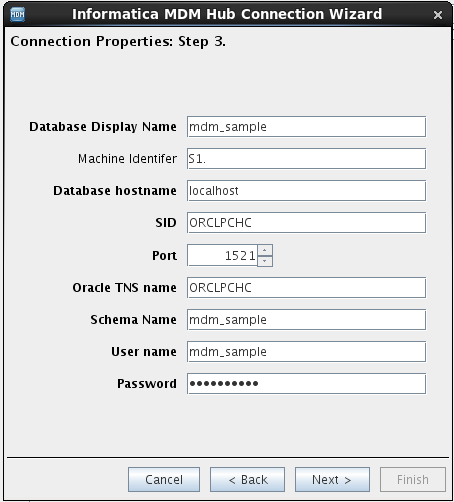 MDM Informatica MDM Hub Connection Wizard
Connection Properties: Step 3.
Database Display Name mdm_sample
Machine Identifer S1.
Database hostname localhost
SID ORCLPCHC
Port 1521
Oracle TNS name ORCLPCHC
Schema Name mdm_sample
User name mdm_sample
Password ••••••••••
Cancel < Back Next > Finish